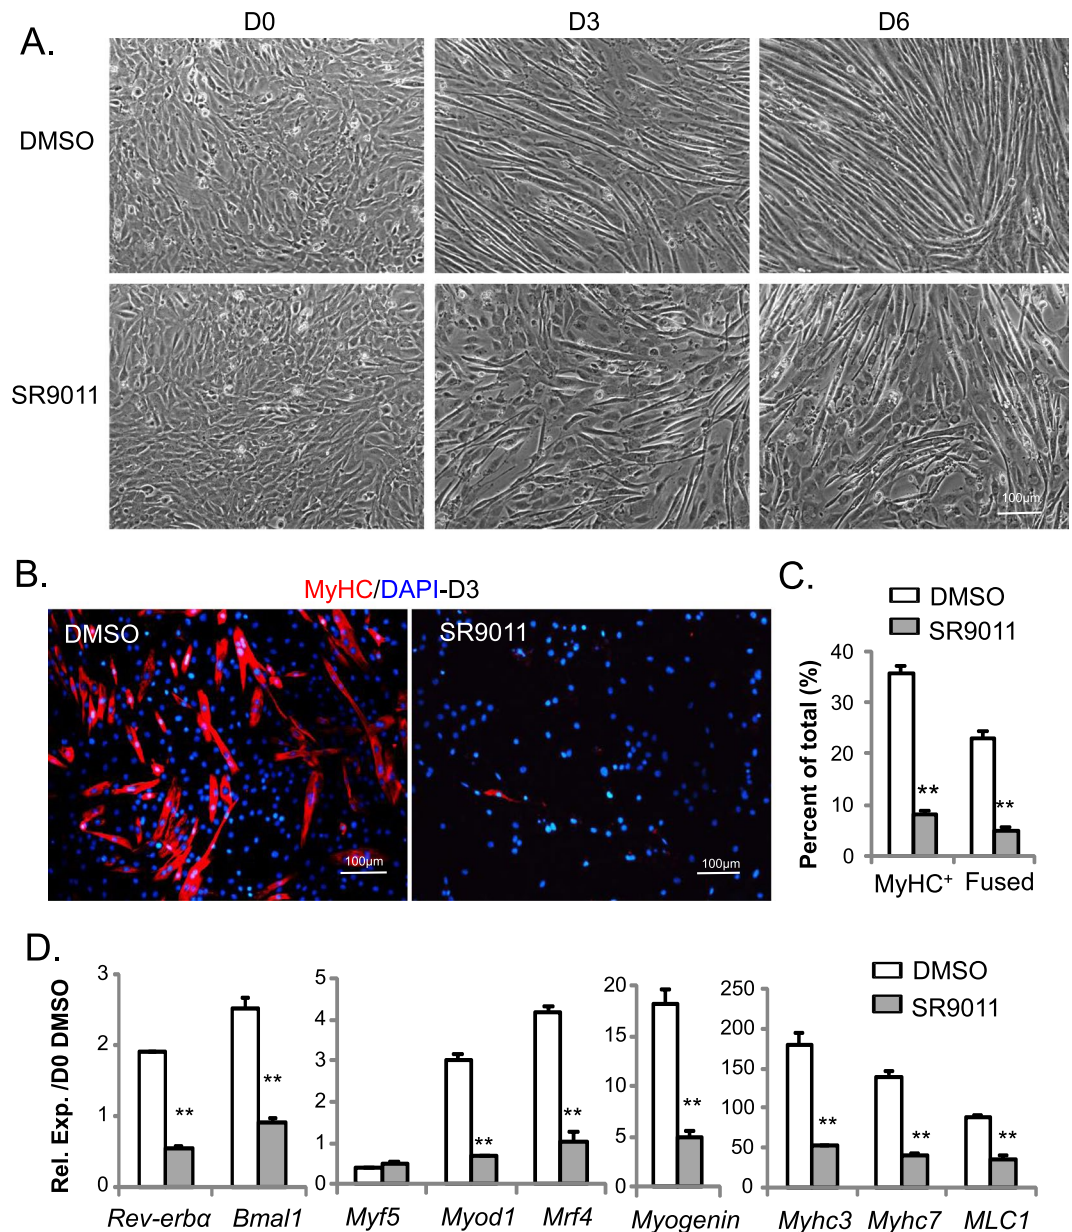 A.
D0 D3 D6
DMSO
SR9011
100μm
B.
MyHC/DAPI-D3
DMSO SR9011
100μm 100μm
C.
DMSO
SR9011
Percent of total (%)
40
30
20
10
0
**
**
MyHC⁺ Fused
D.
DMSO
SR9011
Rel. Exp. /D0 DMSO
3
2
1
0
**
**
Rev-erbα Bmal1
5
4
3
2
1
0
**
**
Myf5 Myod1 Mrf4
20
15
10
5
0
**
Myogenin
250
200
150
100
50
0
**
**
**
Myhc3 Myhc7 MLC1